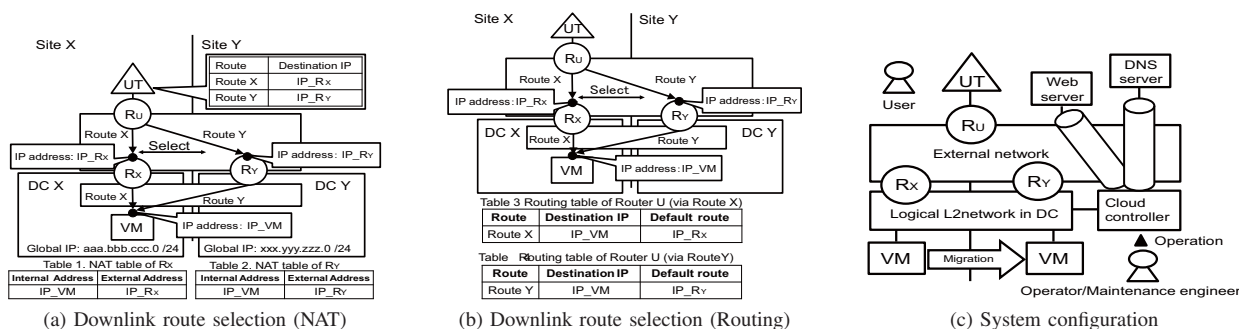 Site X
Site Y
UT
Route
Destination IP
Route X
IP_RX
Route Y
IP_RY
RU
Route X
Route Y
Select
IP address: IP_RX
IP address: IP_RY
RX
RY
DC X
DC Y
Route X
Route Y
IP address: IP_VM
VM
Global IP: aaa.bbb.ccc.0 /24
Global IP: xxx.yyy.zzz.0 /24
Table 1. NAT table of RX
Internal Address
External Address
IP_VM
IP_RX
Table 2. NAT table of RY
Internal Address
External Address
IP_VM
IP_RY
(a) Downlink route selection (NAT)
Site X
Site Y
UT
RU
Route X
Route Y
Select
IP address: IP_RX
IP address: IP_RY
RX
RY
DC X
DC Y
Route X
Route Y
IP address: IP_VM
VM
Table 3 Routing table of Router U (via Route X)
Route
Destination IP
Default route
Route X
IP_VM
IP_RX
Table 4 Routing table of Router U (via RouteY)
Route
Destination IP
Default route
Route Y
IP_VM
IP_RY
(b) Downlink route selection (Routing)
User
UT
Web server
DNS server
RU
External network
RX
RY
Logical L2network in DC
Cloud controller
VM
Migration
VM
Operation
Operator/Maintenance engineer
(c) System configuration